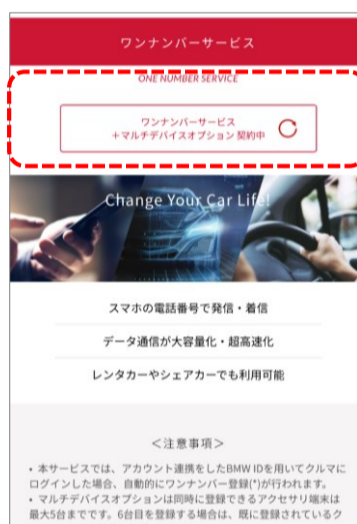 ワンナンバーサービス
ONE NUMBER SERVICE
ワンナンバーサービス
＋マルチデバイスオプション 契約中
Change Your Car Life!
スマホの電話番号で発信・着信
データ通信が大容量化・超高速化
レンタカーやシェアカーでも利用可能
＜注意事項＞
• 本サービスでは、アカウント連携をしたBMW IDを用いてクルマに
ログインした場合、自動的にワンナンバー登録(*)が行われます。
• マルチデバイスオプションは同時に登録できるアクセサリ端末は
最大5台までです。6台目を登録する場合は、既に登録されているク